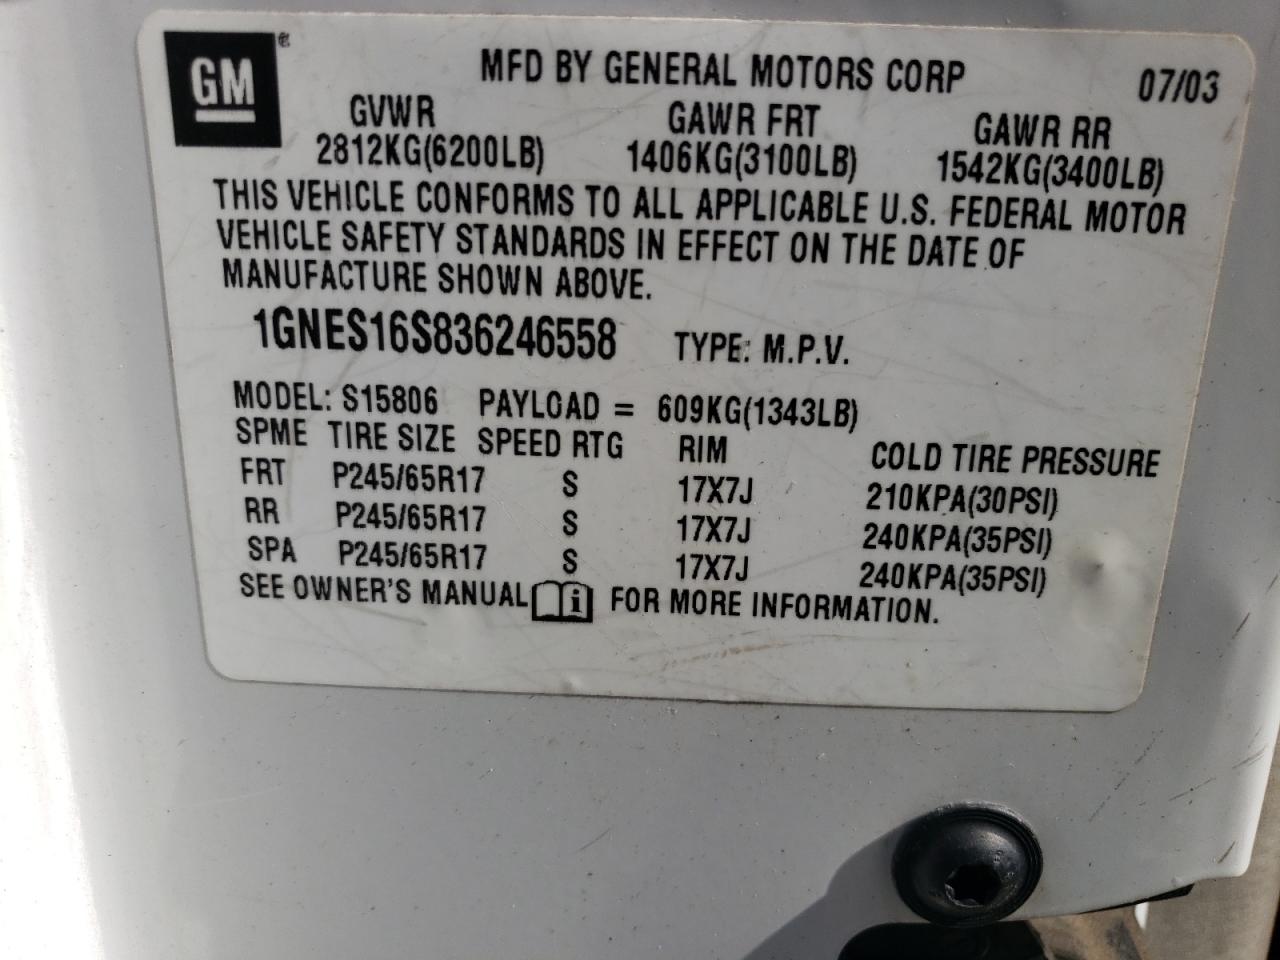 GM ®
MFD BY GENERAL MOTORS CORP 07/03
GVWR GAWR FRT GAWR RR
2812KG(6200LB) 1406KG(3100LB) 1542KG(3400LB)
THIS VEHICLE CONFORMS TO ALL APPLICABLE U.S. FEDERAL MOTOR
VEHICLE SAFETY STANDARDS IN EFFECT ON THE DATE OF
MANUFACTURE SHOWN ABOVE.
1GNES16S836246558 TYPE: M.P.V.
MODEL: S15806 PAYLOAD = 609KG(1343LB)
SPME TIRE SIZE SPEED RTG RIM COLD TIRE PRESSURE
FRT P245/65R17 S 17X7J 210KPA(30PSI)
RR P245/65R17 S 17X7J 240KPA(35PSI)
SPA P245/65R17 S 17X7J 240KPA(35PSI)
SEE OWNER'S MANUAL i FOR MORE INFORMATION.